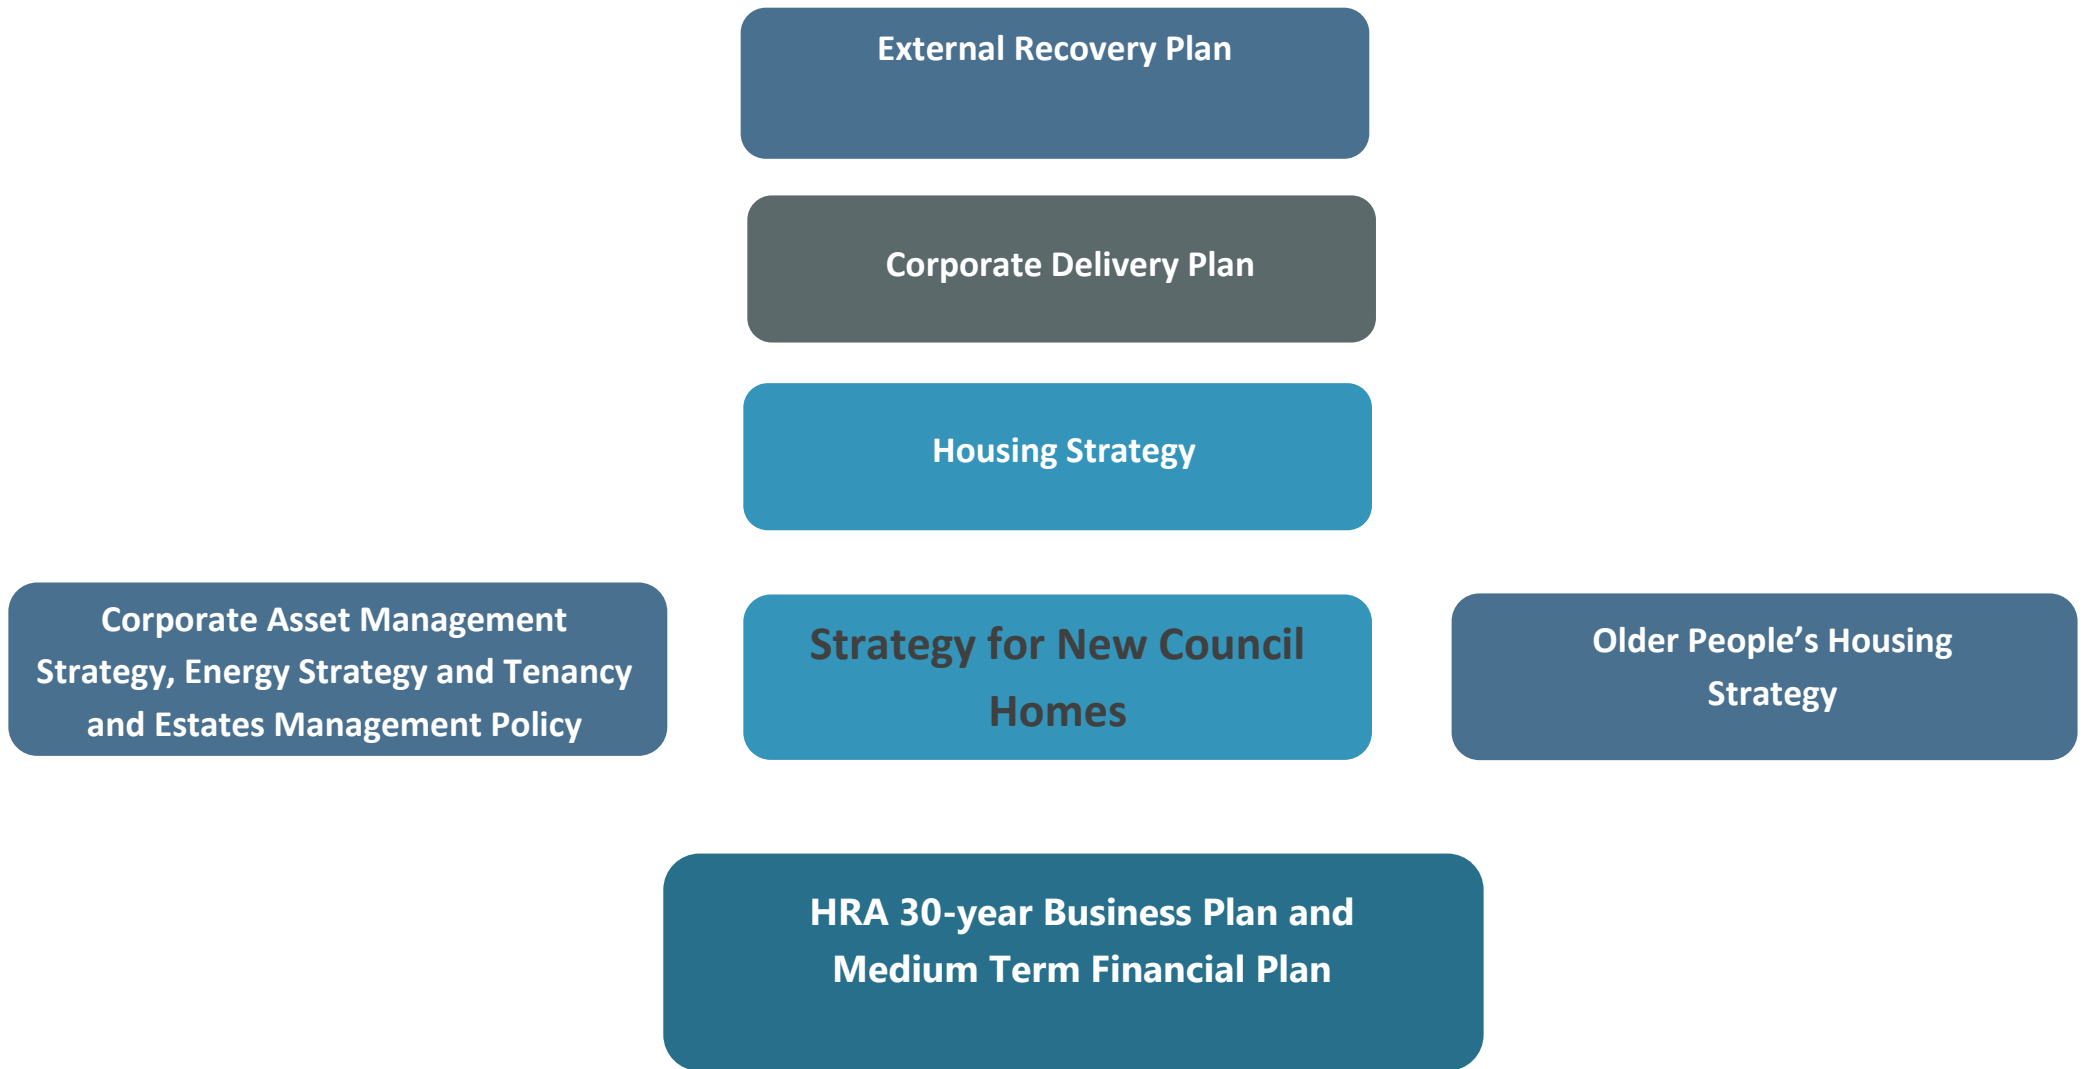 External Recovery Plan
Corporate Delivery Plan
Housing Strategy
Corporate Asset Management
Strategy, Energy Strategy and Tenancy
and Estates Management Policy
Strategy for New Council
Homes
Older People’s Housing
Strategy
HRA 30-year Business Plan and
Medium Term Financial Plan